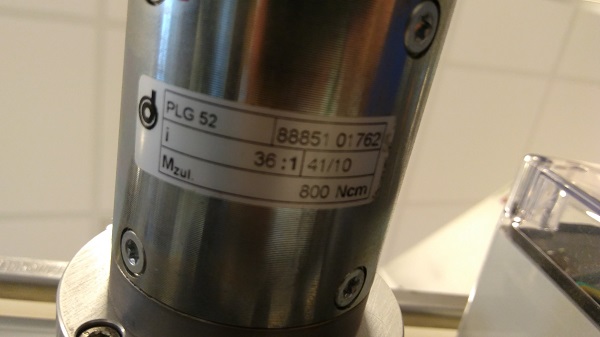 PLG 52 88851 01762
i 36:1 41/10
Mzul. 800 Ncm